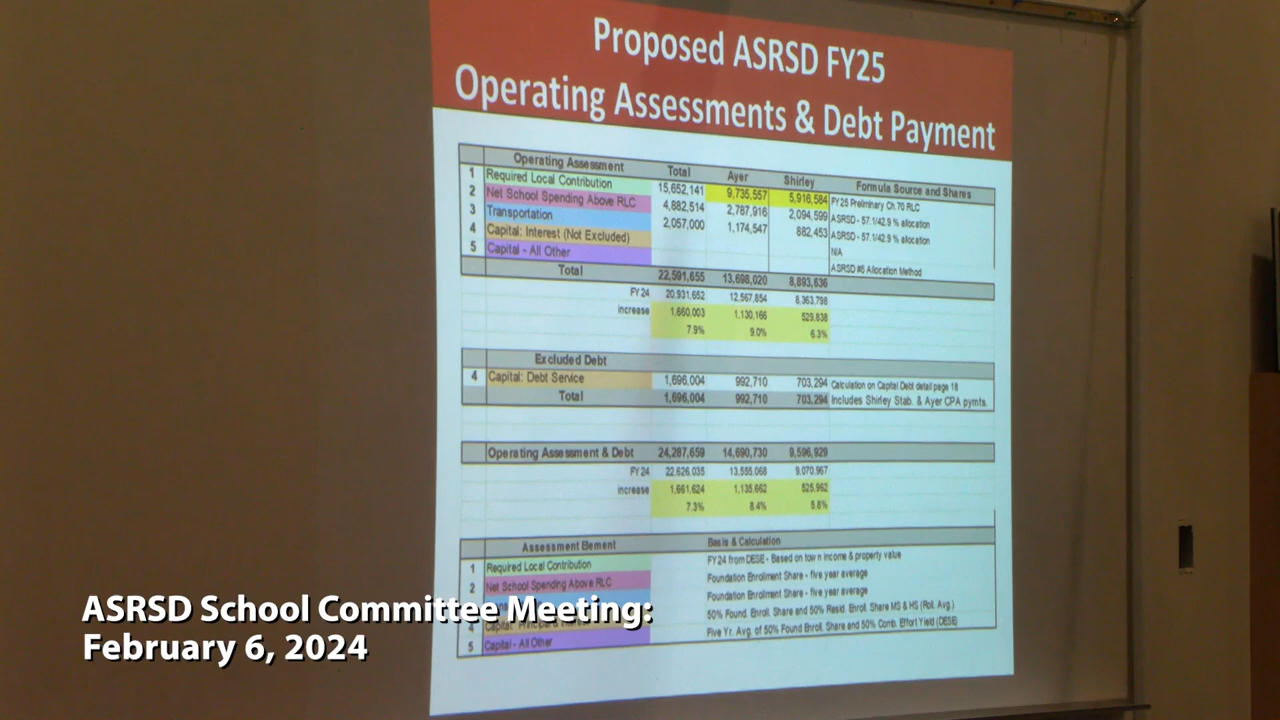 Proposed ASRSD FY25
Operating Assessments & Debt Payment
Operating Assessment Total Ayer Shirley Formula Source and Shares
1 Required Local Contribution 15,652,141 9,735,557 5,916,584 FY25 Preliminary Ch 70 RLC
2 Net School Spending Above RLC 4,882,514 2,787,916 2,094,599 ASRSD - 57.1/42.9 % allocation
3 Transportation 2,057,000 1,174,547 882,453 ASRSD - 57.1/42.9 % allocation
4 Capital: Interest (Not Excluded) N/A
5 Capital - All Other ASRSD #6 Allocation Method
Total 22,591,655 13,698,020 8,893,636
FY24 20,931,652 12,567,854 8,363,798
increase 1,660,003 1,130,166 529,838
7.9% 9.0% 6.3%
Excluded Debt
4 Capital: Debt Service 1,696,004 992,710 703,294 Calculation on Capital Debt detail page 18
Total 1,696,004 992,710 703,294 Includes Shirley Stab. & Ayer CPA pymts.
Operating Assessment & Debt 24,287,659 14,690,730 9,596,929
FY24 22,626,035 13,555,068 9,070,967
increase 1,661,624 1,135,662 525,962
7.3% 8.4% 5.8%
Assessment Element Basis & Calculation
1 Required Local Contribution FY24 from DESE - Based on town income & property value
2 Net School Spending Above RLC Foundation Enrollment Share - five year average
Foundation Enrollment Share - five year average
4 50% Found. Enroll. Share and 50% Resid. Enroll. Share MS & HS (Roll. Avg.)
5 Capital - All Other Five Yr. Avg. of 50% Found Enroll. Share and 50% Comb. Effort Yield (DESE)
ASRSD School Committee Meeting:
February 6, 2024